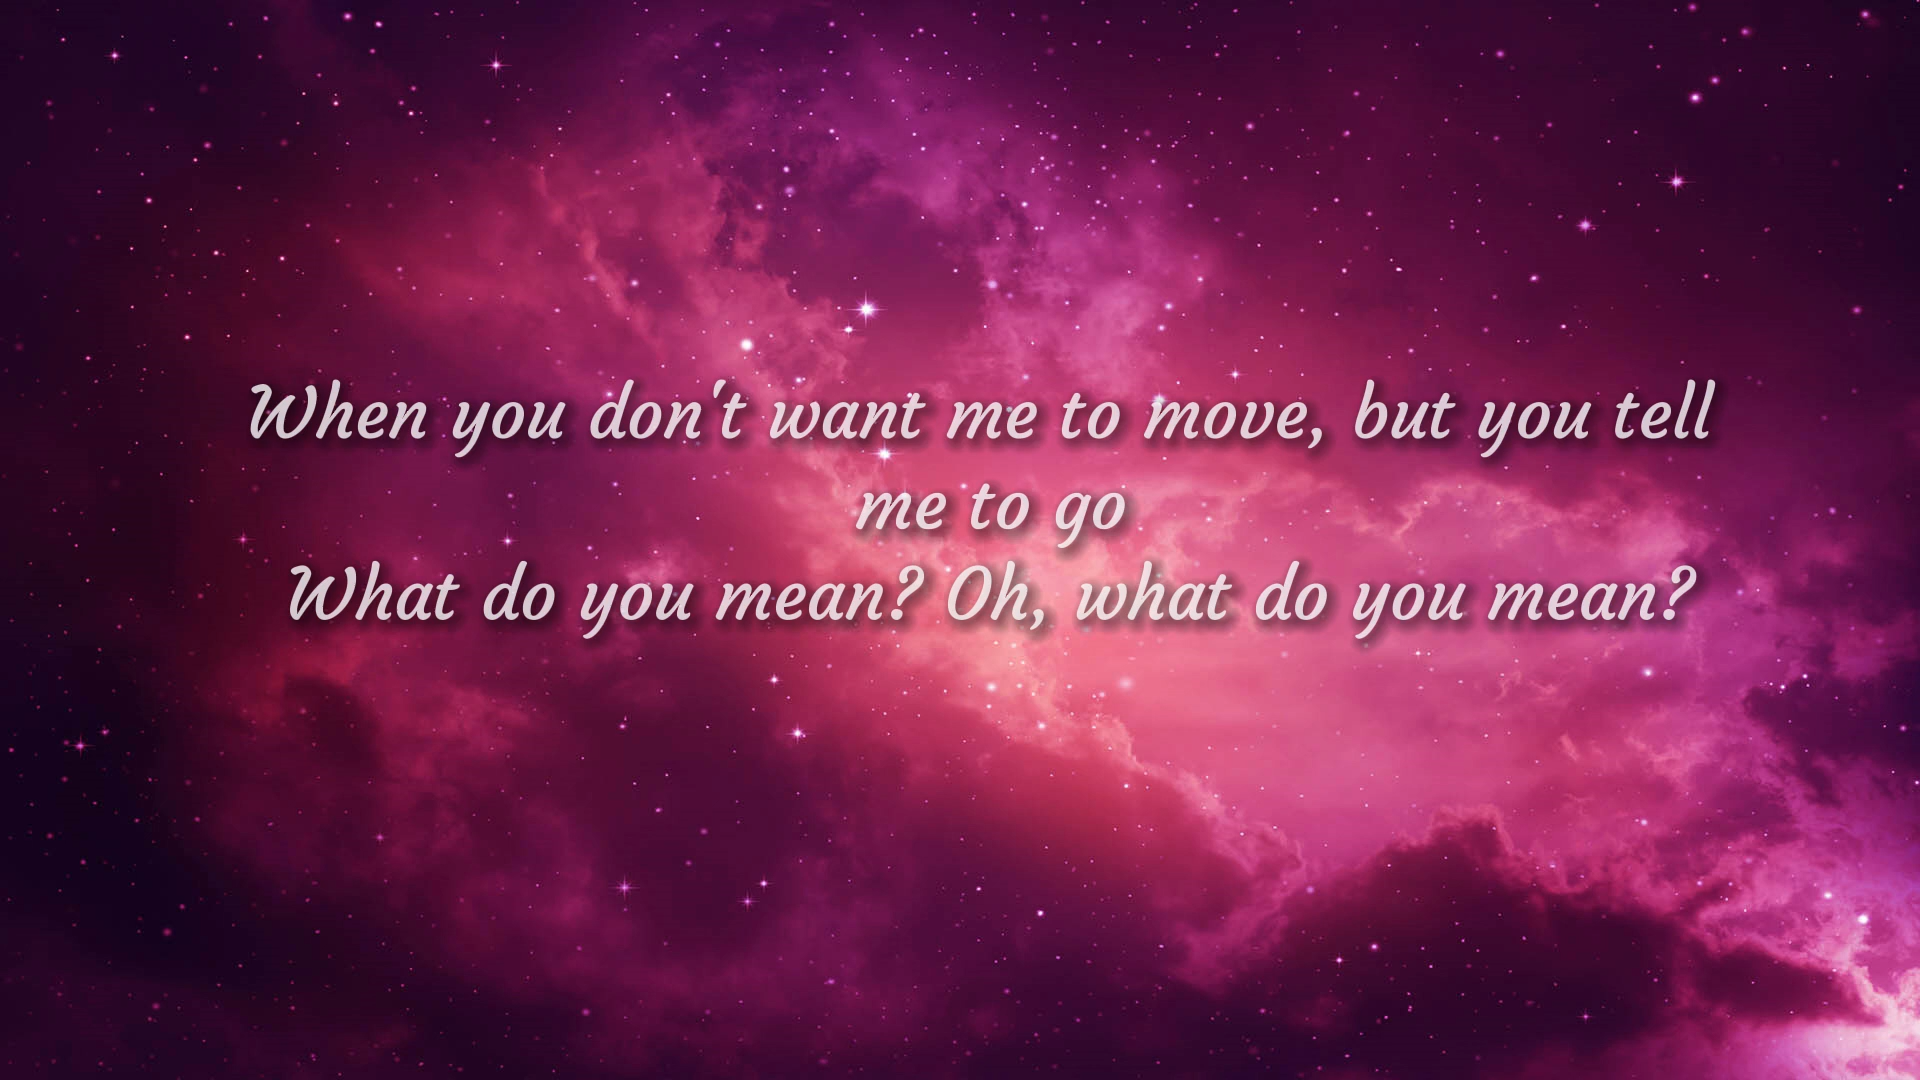 When you don't want me to move, but you tell
me to go
What do you mean? Oh, what do you mean?